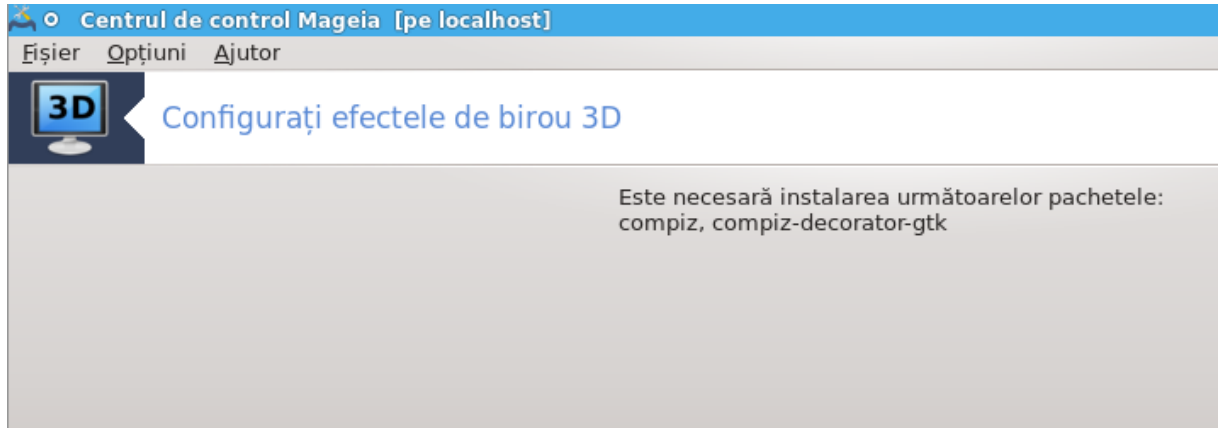 Centrul de control Mageia [pe localhost]
Fișier Opțiuni Ajutor
3D
Configurați efectele de birou 3D
Este necesară instalarea următoarelor pachetele:
compiz, compiz-decorator-gtk